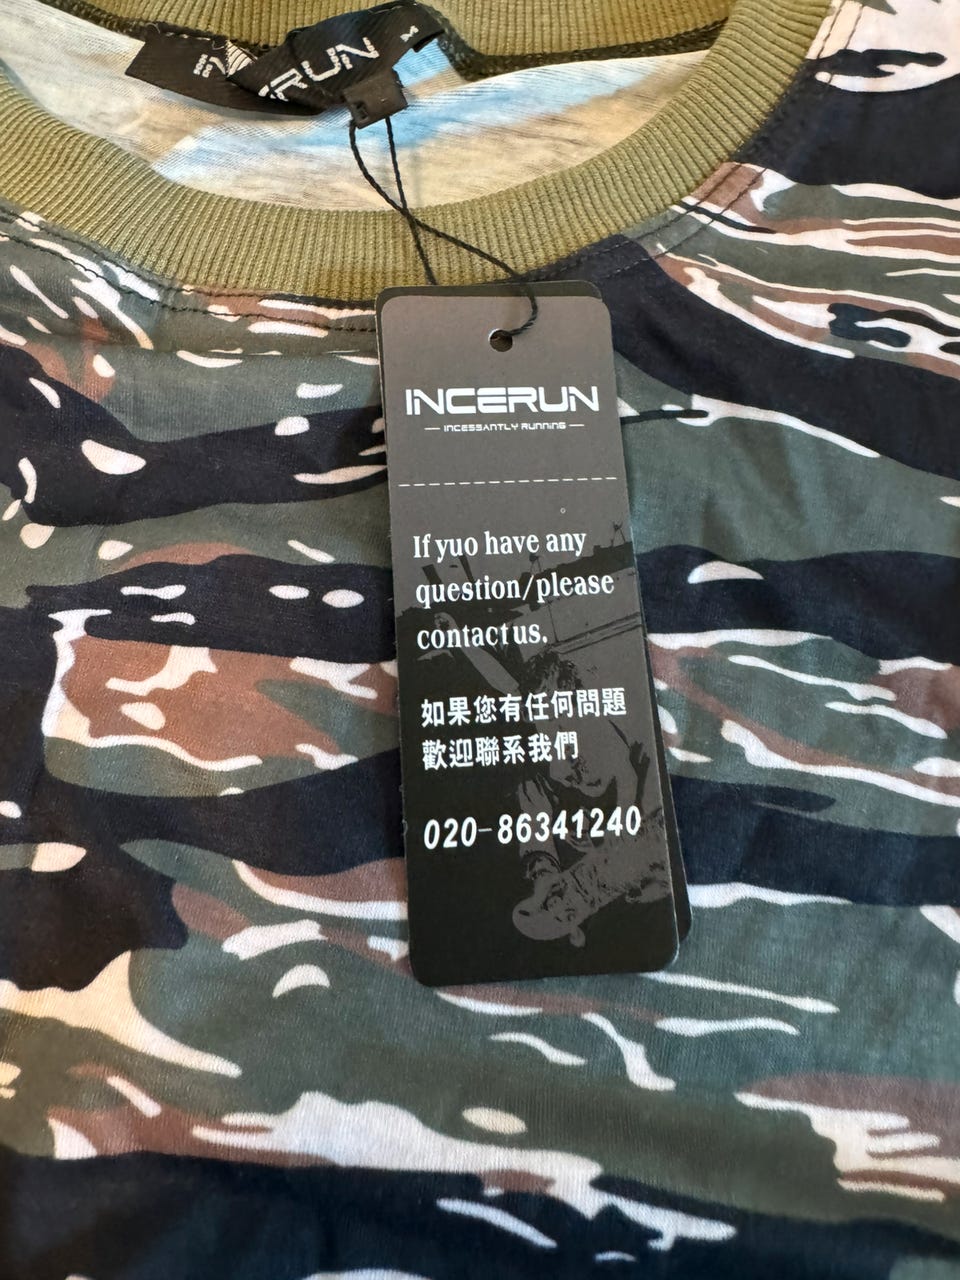 ERUN
M
INCERUN
INCESSANTLY RUNNING
If yuo have any
question/please
contact us.
如果您有任何問題
歡迎聯系我們
020-86341240